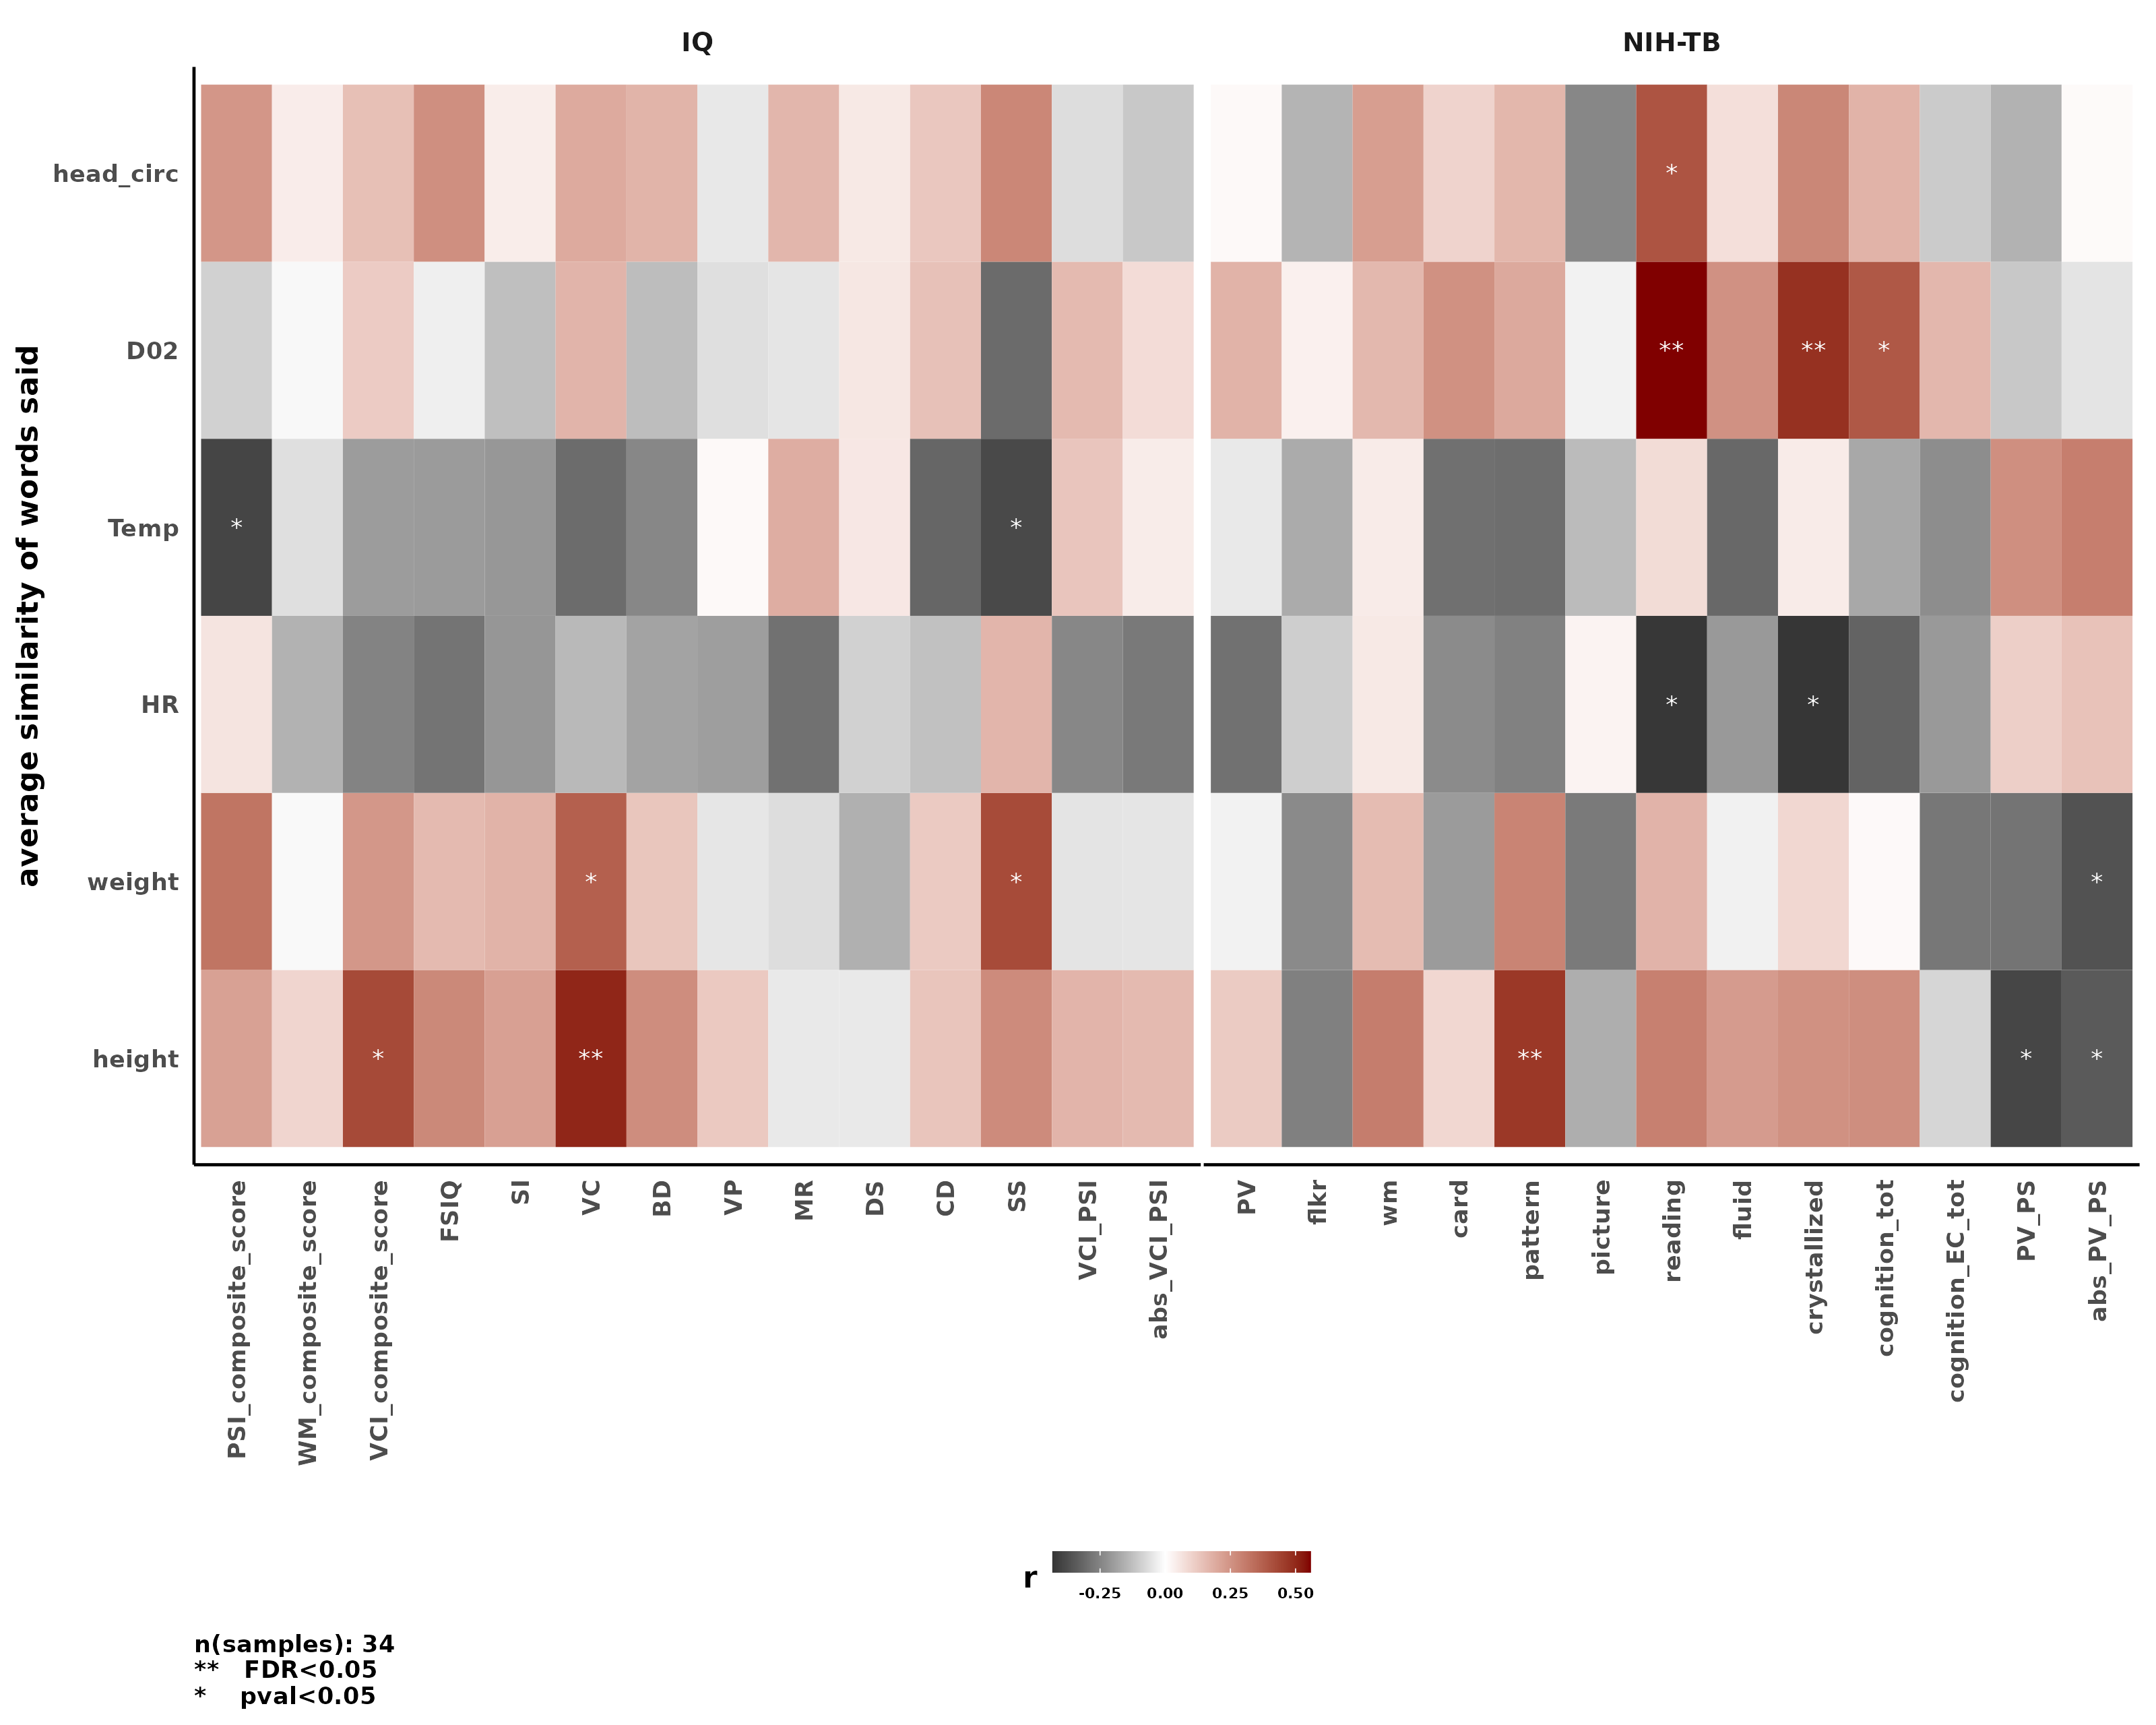 IQ
NIH-TB
average similarity of words said
head_circ
*
D02
**
**
*
Temp
*
*
HR
*
*
weight
*
*
*
height
*
**
**
*
*
PSI_composite_score
WM_composite_score
VCI_composite_score
FSIQ
SI
VC
BD
VP
MR
DS
CD
SS
VCI_PSI
abs_VCI_PSI
PV
flkr
wm
card
pattern
picture
reading
fluid
crystallized
cognition_tot
cognition_EC_tot
PV_PS
abs_PV_PS
r
-0.25 0.00 0.25 0.50
n(samples): 34
** FDR<0.05
* pval<0.05